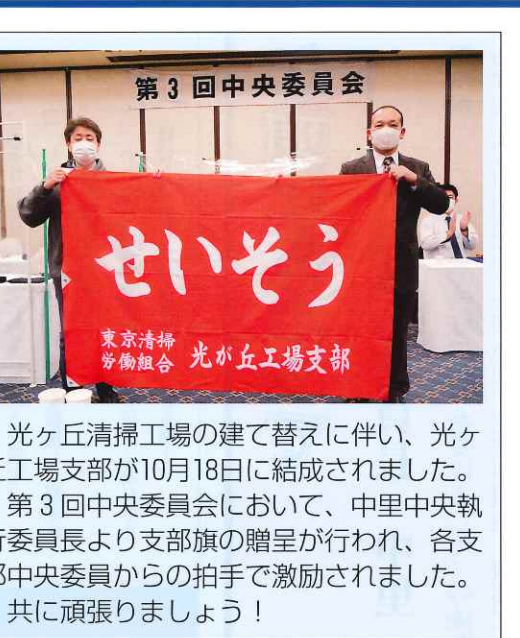 第3回中央委員会
せいそう
東京清掃
労働組合 光が丘工場支部
光ヶ丘清掃工場の建て替えに伴い、光ヶ
丘工場支部が10月18日に結成されました。
第3回中央委員会において、中里中央執
行委員長より支部旗の贈呈が行われ、各支
部中央委員からの拍手で激励されました。
共に頑張りましょう！